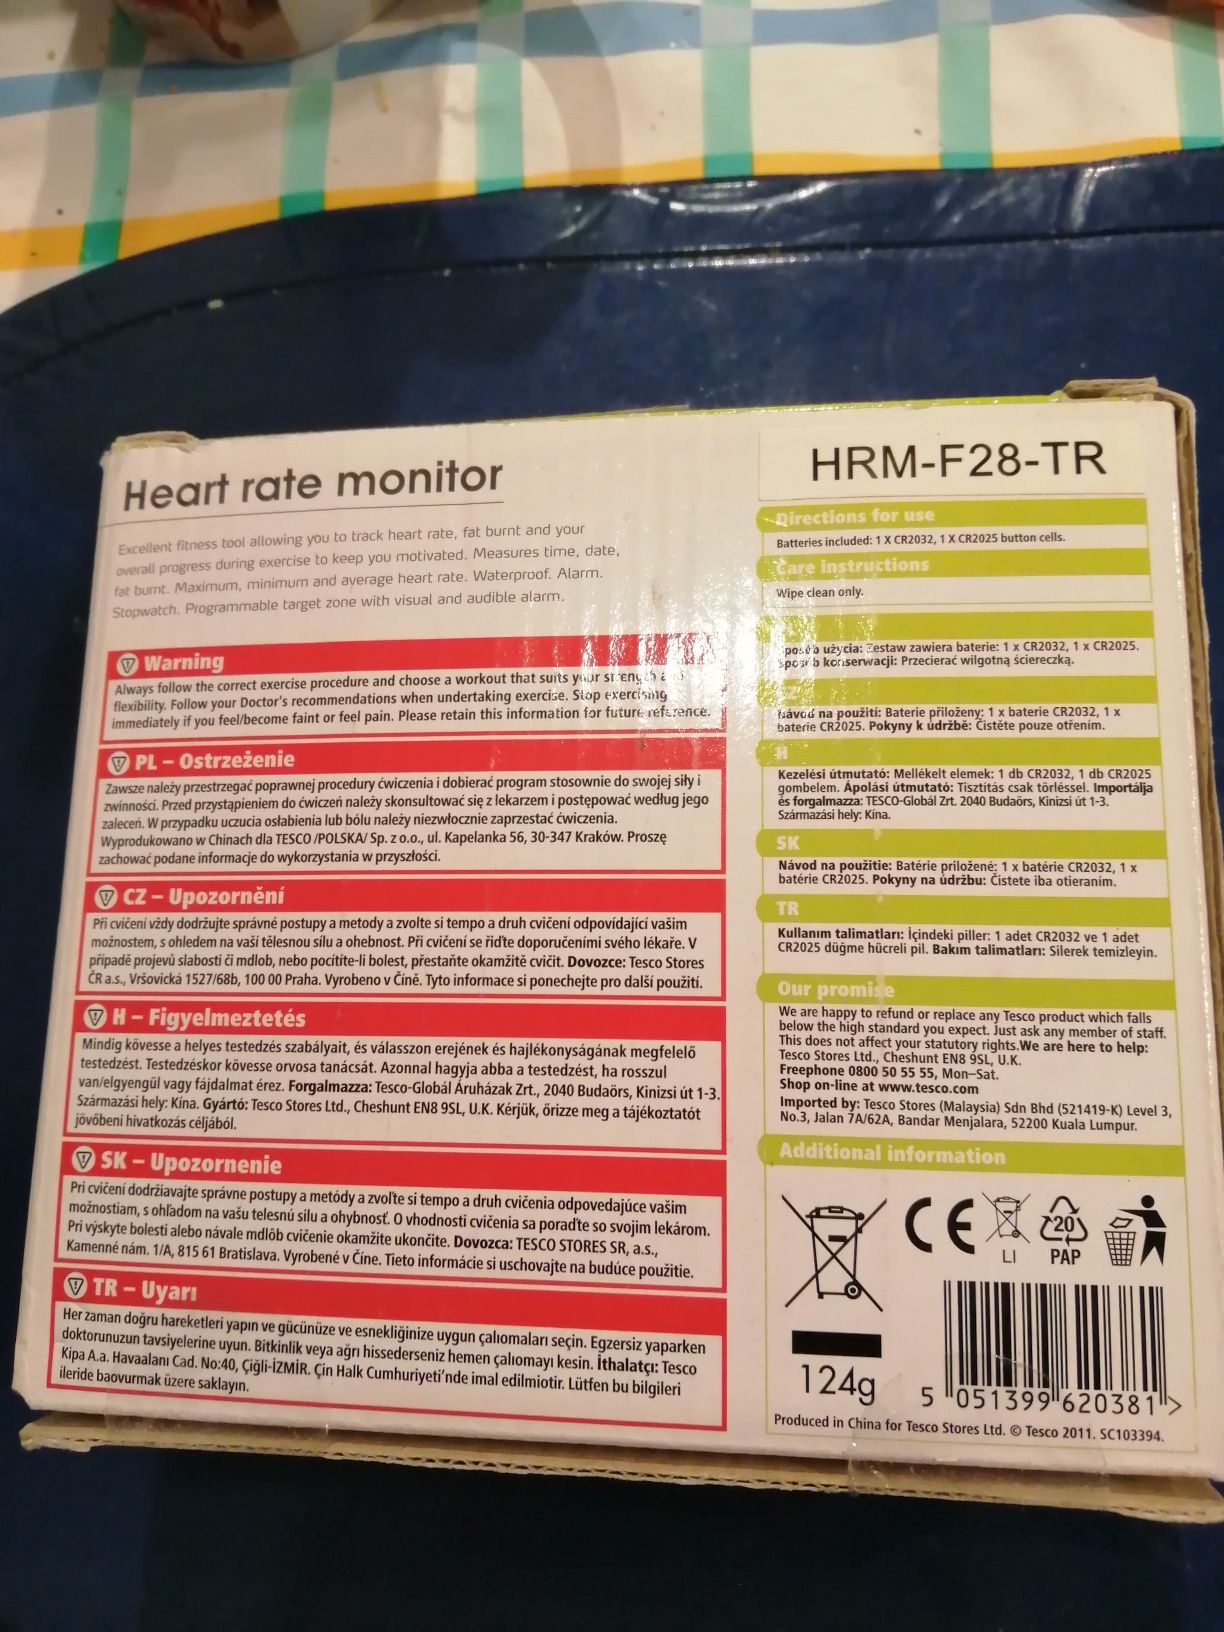 Heart rate monitor
Excellent fitness tool allowing you to track heart rate, fat burnt and your
overall progress during exercise to keep you motivated. Measures time, date,
fat burnt. Maximum, minimum and average heart rate. Waterproof. Alarm.
Stopwatch. Programmable target zone with visual and audible alarm.
Warning
Always follow the correct exercise procedure and choose a workout that suits your strength and
flexibility. Follow your Doctor's recommendations when undertaking exercise. Stop exercising
immediately if you feel/become faint or feel pain. Please retain this information for future reference.
PL – Ostrzeżenie
Zawsze należy przestrzegać poprawnej procedury ćwiczenia i dobierać program stosownie do swojej siły i
zwinności. Przed przystąpieniem do ćwiczeń należy skonsultować się z lekarzem i postępować według jego
zaleceń. W przypadku uczucia osłabienia lub bólu należy niezwłocznie zaprzestać ćwiczenia.
Wyprodukowano w Chinach dla TESCO /POLSKA/ Sp. z o.o., ul. Kapelanka 56, 30-347 Kraków. Proszę
zachować podane informacje do wykorzystania w przyszłości.
CZ – Upozornění
Při cvičení vždy dodržujte správné postupy a metody a zvolte si tempo a druh cvičení odpovídající vašim
možnostem, s ohledem na vaší tělesnou sílu a ohebnost. Při cvičení se řiďte doporučeními svého lékaře. V
případě projevů slabosti či mdlob, nebo pocítíte-li bolest, přestaňte okamžitě cvičit. Dovozce: Tesco Stores
ČR a.s., Vršovická 1527/68b, 100 00 Praha. Vyrobeno v Číně. Tyto informace si ponechejte pro další použití.
H – Figyelmeztetés
Mindig kövesse a helyes testedzés szabályait, és válasszon erejének és hajlékonyságának megfelelő
testedzést. Testedzéskor kövesse orvosa tanácsát. Azonnal hagyja abba a testedzést, ha rosszul
van/elgyengül vagy fájdalmat érez. Forgalmazza: Tesco-Globál Áruházak Zrt., 2040 Budaörs, Kinizsi út 1-3.
Származási hely: Kína. Gyártó: Tesco Stores Ltd., Cheshunt EN8 9SL, U.K. Kérjük, őrizze meg a tájékoztatót
jövőbeni hivatkozás céljából.
SK – Upozornenie
Pri cvičení dodržiavajte správne postupy a metódy a zvoľte si tempo a druh cvičenia odpovedajúce vašim
možnostiam, s ohľadom na vašu telesnú silu a ohybnosť. O vhodnosti cvičenia sa poraďte so svojim lekárom.
Pri výskyte bolesti alebo návale mdlôb cvičenie okamžite ukončite. Dovozca: TESCO STORES SR, a.s.,
Kamenné nám. 1/A, 815 61 Bratislava. Vyrobené v Číne. Tieto informácie si uschovajte na budúce použitie.
TR – Uyarı
Her zaman doğru hareketleri yapın ve gücünüze ve esnekliğinize uygun çalıomaları seçin. Egzersiz yaparken
doktorunuzun tavsiyelerine uyun. Bitkinlik veya ağrı hissederseniz hemen çalıomayı kesin. İthalatçı: Tesco
Kipa A.a. Havaalanı Cad. No:40, Çiğli-İZMİR. Çin Halk Cumhuriyeti'nde imal edilmiotir. Lütfen bu bilgileri
ileride baovurmak üzere saklayın.
HRM-F28-TR
Directions for use
Batteries included: 1 X CR2032, 1 X CR2025 button cells.
Care instructions
Wipe clean only.
Sposób użycia: Zestaw zawiera baterie: 1 x CR2032, 1 x CR2025.
Sposób konserwacji: Przecierać wilgotną ściereczką.
CZ
Návod na použití: Baterie přiloženy: 1 x baterie CR2032, 1 x
baterie CR2025. Pokyny k údržbě: Čistěte pouze otřením.
H
Kezelési útmutató: Mellékelt elemek: 1 db CR2032, 1 db CR2025
gombelem. Ápolási útmutató: Tisztítás csak törléssel. Importálja
és forgalmazza: TESCO-Globál Zrt. 2040 Budaörs, Kinizsi út 1-3.
Származási hely: Kína.
SK
Návod na použitie: Batérie priložené: 1 x batérie CR2032, 1 x
batérie CR2025. Pokyny na údržbu: Čistete iba otieraním.
TR
Kullanım talimatları: İçindeki piller: 1 adet CR2032 ve 1 adet
CR2025 düğme hücreli pil. Bakım talimatları: Silerek temizleyin.
Our promise
We are happy to refund or replace any Tesco product which falls
below the high standard you expect. Just ask any member of staff.
This does not affect your statutory rights. We are here to help:
Tesco Stores Ltd., Cheshunt EN8 9SL, U.K.
Freephone 0800 50 55 55, Mon–Sat.
Shop on-line at www.tesco.com
Imported by: Tesco Stores (Malaysia) Sdn Bhd (521419-K) Level 3,
No.3, Jalan 7A/62A, Bandar Menjalara, 52200 Kuala Lumpur.
Additional information
CE
LI
20
PAP
124g
5 051399 620381 >
Produced in China for Tesco Stores Ltd. © Tesco 2011. SC103394.